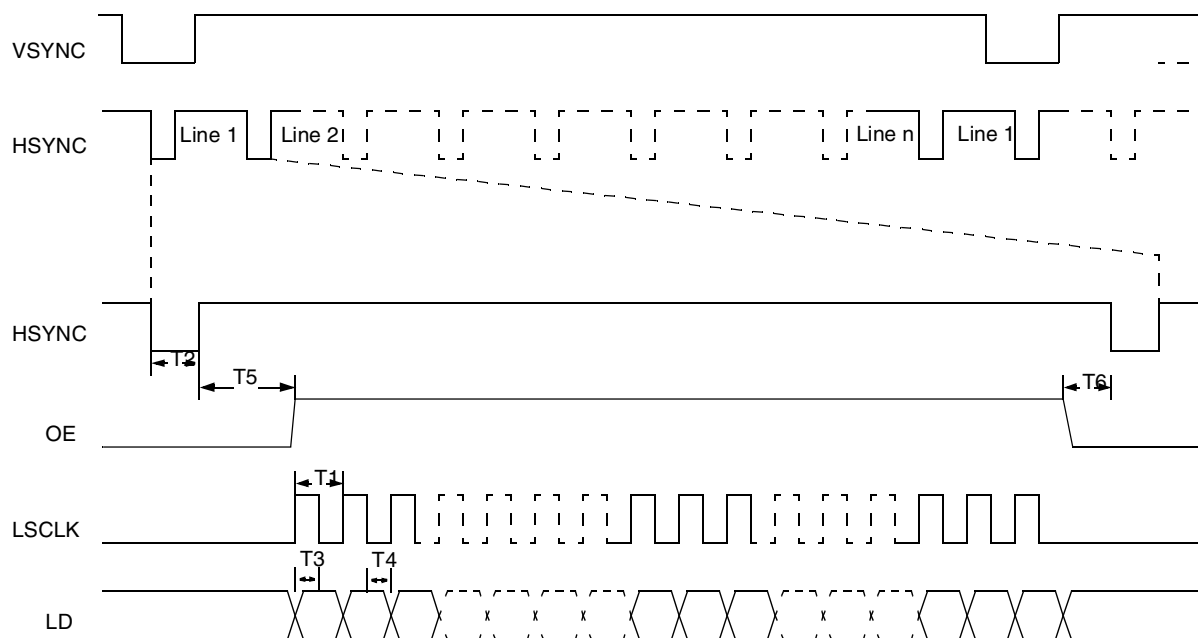 VSYNC
HSYNC
Line 1
Line 2
Line n
Line 1
HSYNC
T2
T5
T6
OE
T1
LSCLK
T3
T4
LD